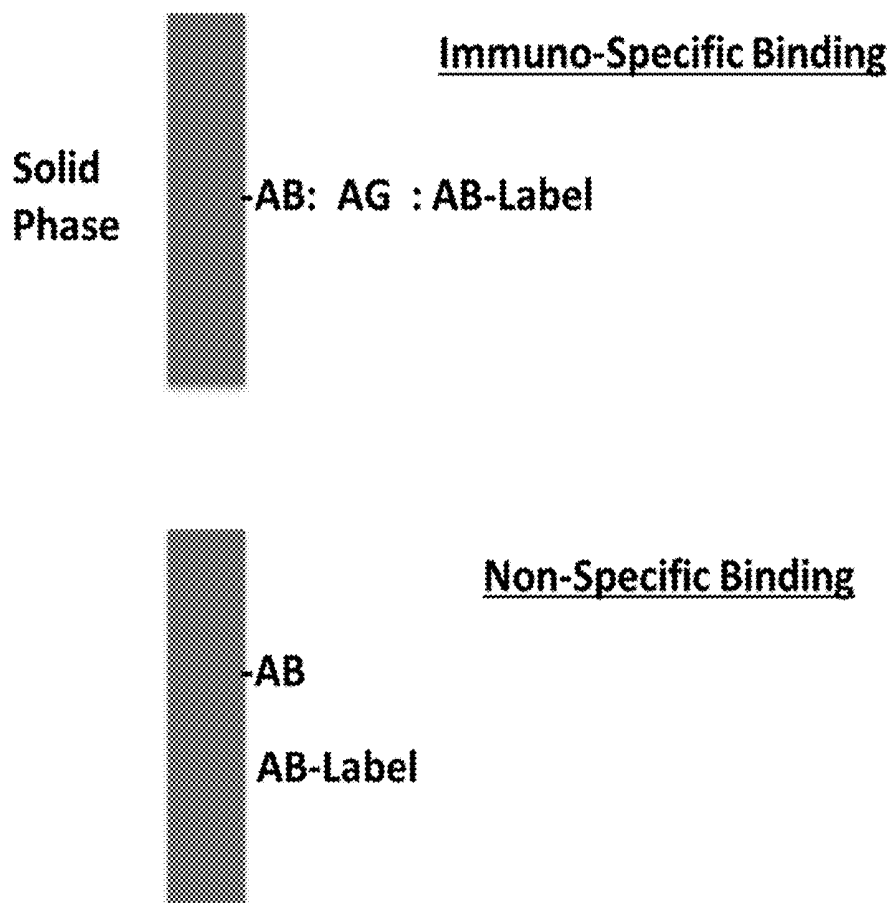 Immuno-Specific Binding
Solid
Phase
-AB: AG : AB-Label
Non-Specific Binding
-AB
AB-Label